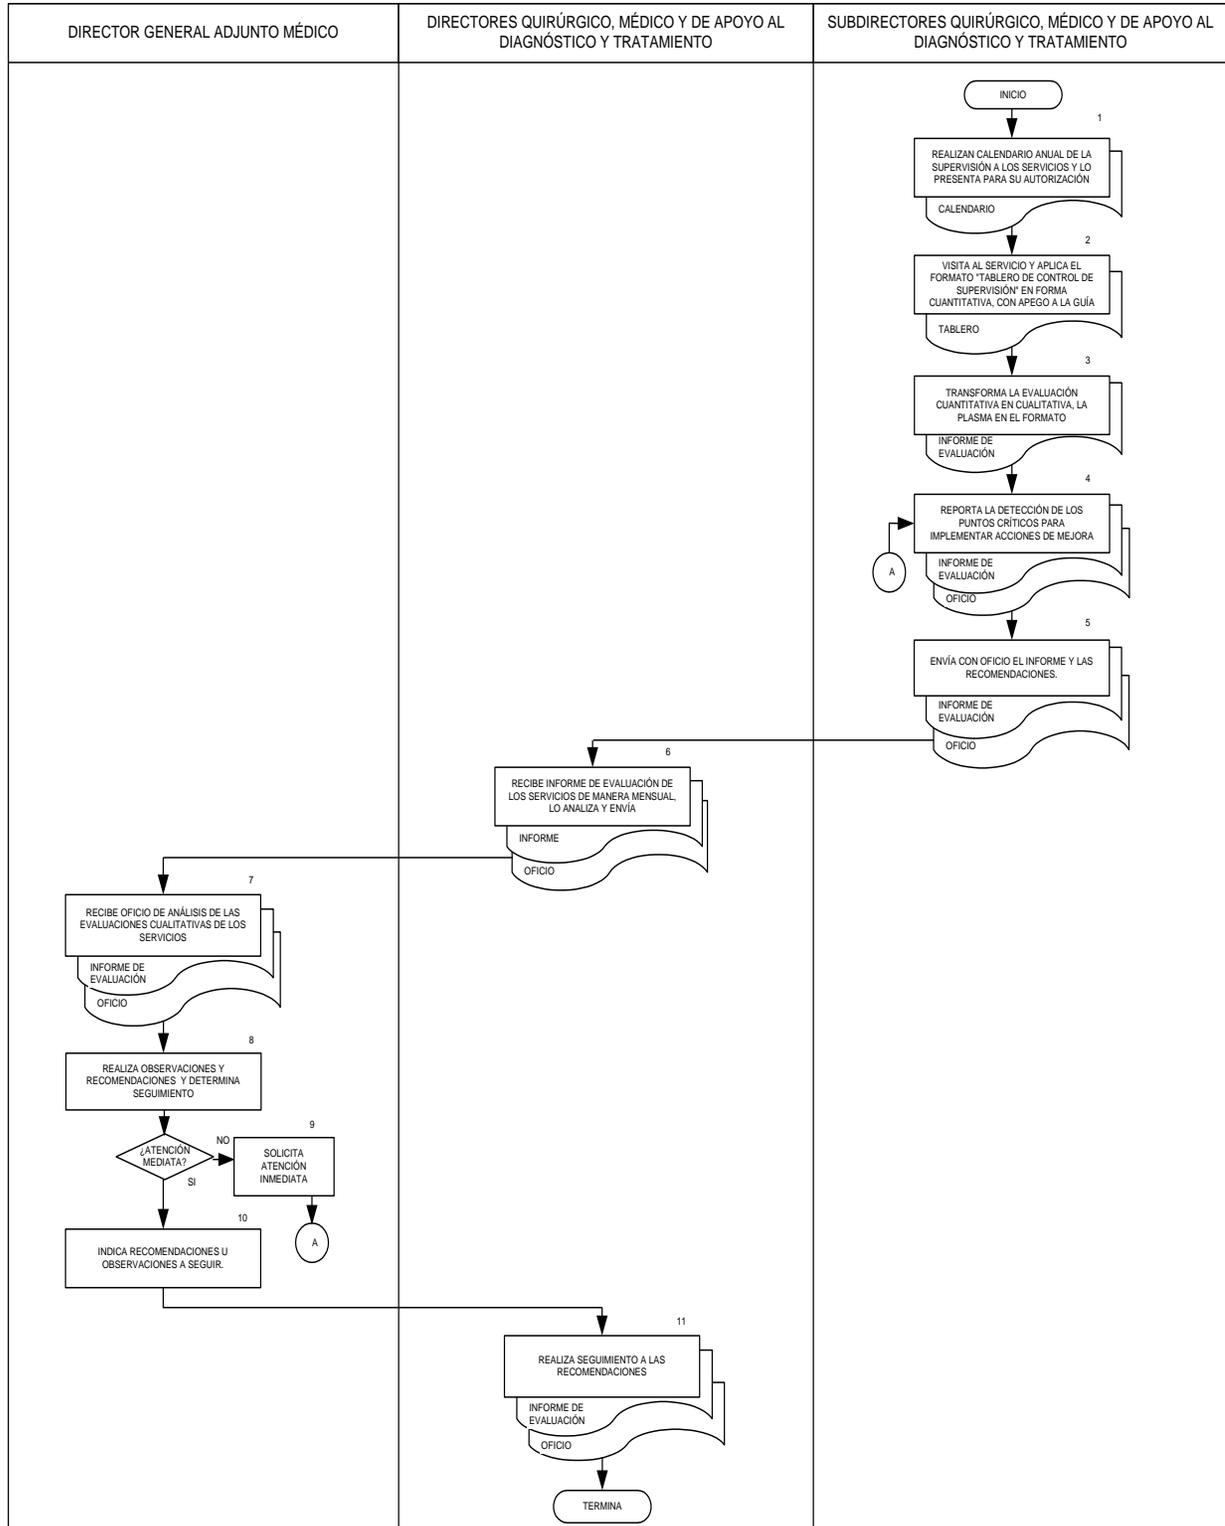 DIRECTOR GENERAL ADJUNTO MÉDICO
DIRECTORES QUIRÚRGICO, MÉDICO Y DE APOYO AL
DIAGNÓSTICO Y TRATAMIENTO
SUBDIRECTORES QUIRÚRGICO, MÉDICO Y DE APOYO AL
DIAGNÓSTICO Y TRATAMIENTO
INICIO
1
REALIZAN CALENDARIO ANUAL DE LA
SUPERVISIÓN A LOS SERVICIOS Y LO
PRESENTA PARA SU AUTORIZACIÓN
CALENDARIO
2
VISITA AL SERVICIO Y APLICA EL
FORMATO "TABLERO DE CONTROL DE
SUPERVISIÓN" EN FORMA
CUANTITATIVA, CON APEGO A LA GUÍA
TABLERO
3
TRANSFORMA LA EVALUACIÓN
CUANTITATIVA EN CUALITATIVA, LA
PLASMA EN EL FORMATO
INFORME DE
EVALUACIÓN
4
REPORTA LA DETECCIÓN DE LOS
PUNTOS CRÍTICOS PARA
IMPLEMENTAR ACCIONES DE MEJORA
A
INFORME DE
EVALUACIÓN
OFICIO
5
ENVÍA CON OFICIO EL INFORME Y LAS
RECOMENDACIONES.
INFORME DE
EVALUACIÓN
OFICIO
6
RECIBE INFORME DE EVALUACIÓN DE
LOS SERVICIOS DE MANERA MENSUAL,
LO ANALIZA Y ENVÍA
INFORME
OFICIO
7
RECIBE OFICIO DE ANÁLISIS DE LAS
EVALUACIONES CUALITATIVAS DE LOS
SERVICIOS
INFORME DE
EVALUACIÓN
OFICIO
8
REALIZA OBSERVACIONES Y
RECOMENDACIONES Y DETERMINA
SEGUIMIENTO
¿ATENCIÓN
MEDIATA?
NO
SI
9
SOLICITA
ATENCIÓN
INMEDIATA
A
10
INDICA RECOMENDACIONES U
OBSERVACIONES A SEGUIR.
11
REALIZA SEGUIMIENTO A LAS
RECOMENDACIONES
INFORME DE
EVALUACIÓN
OFICIO
TERMINA